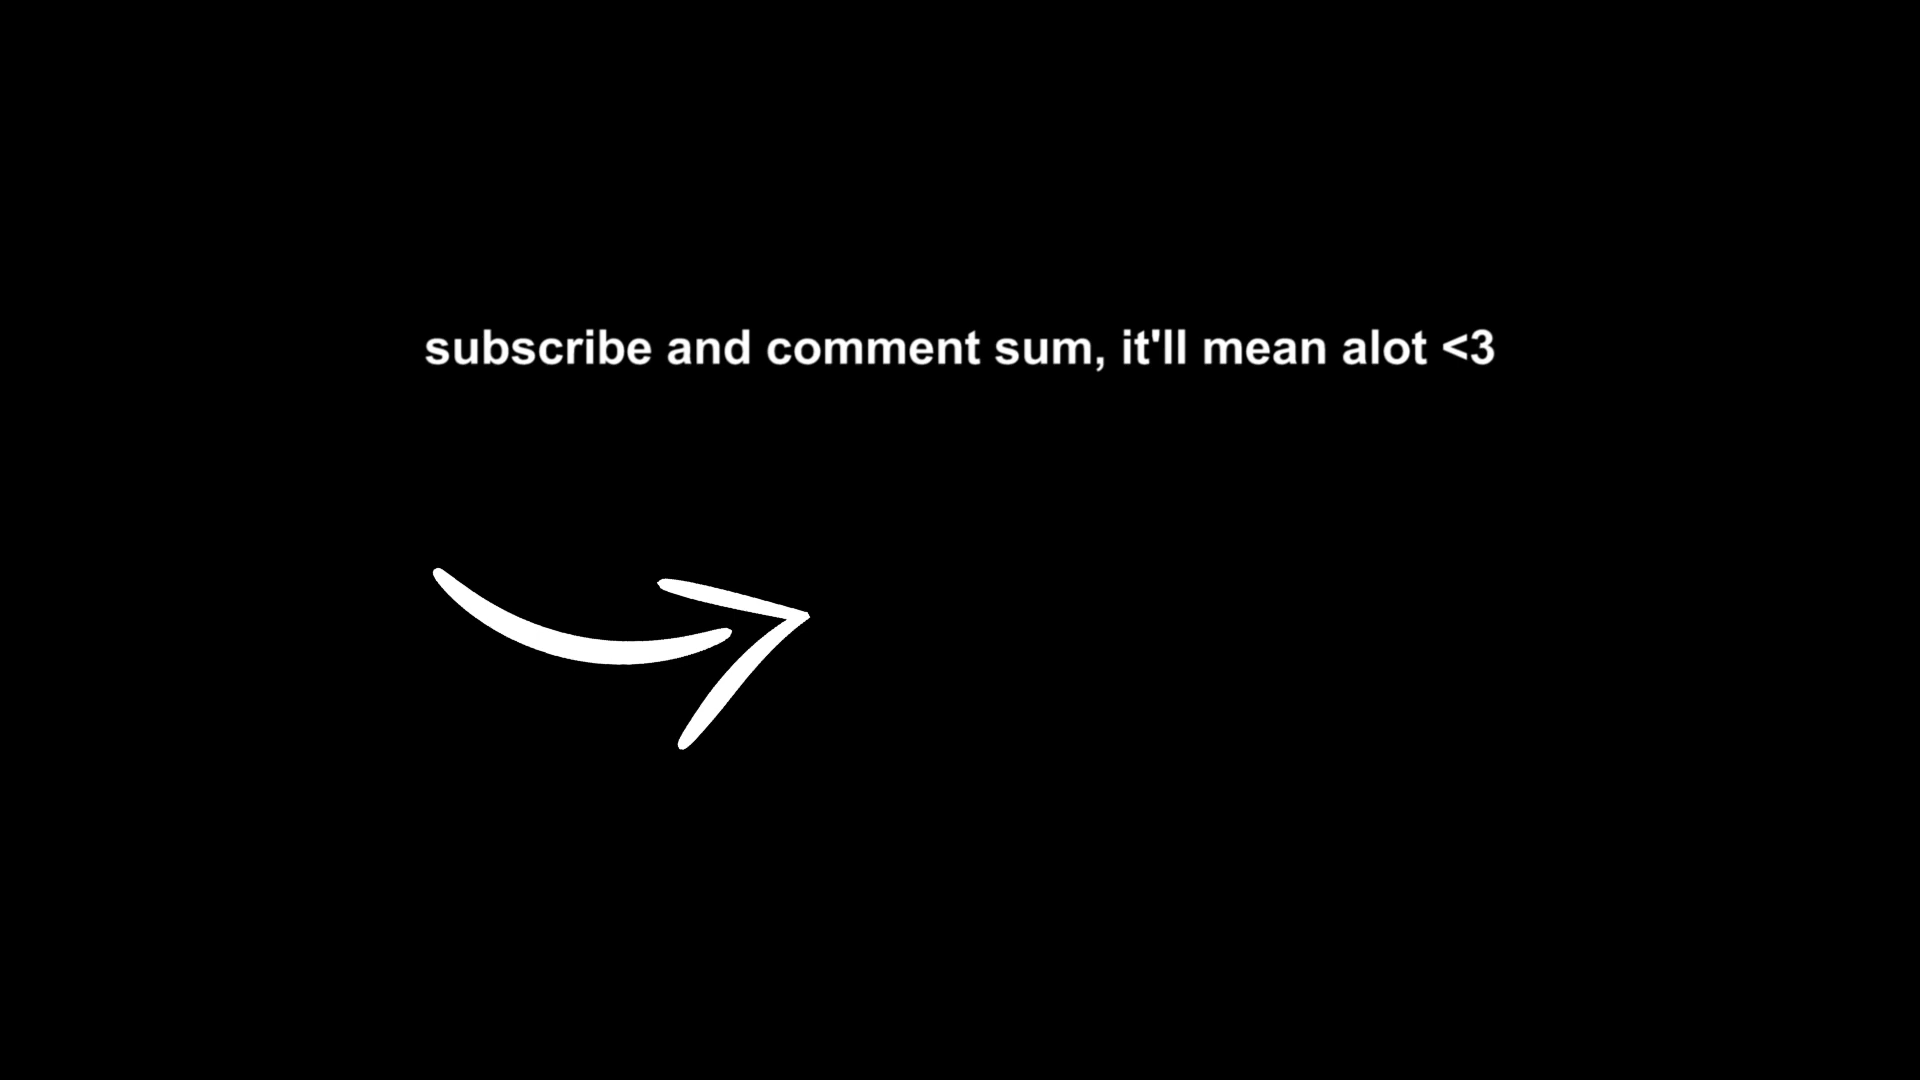 subscribe and comment sum, it'll mean alot <3